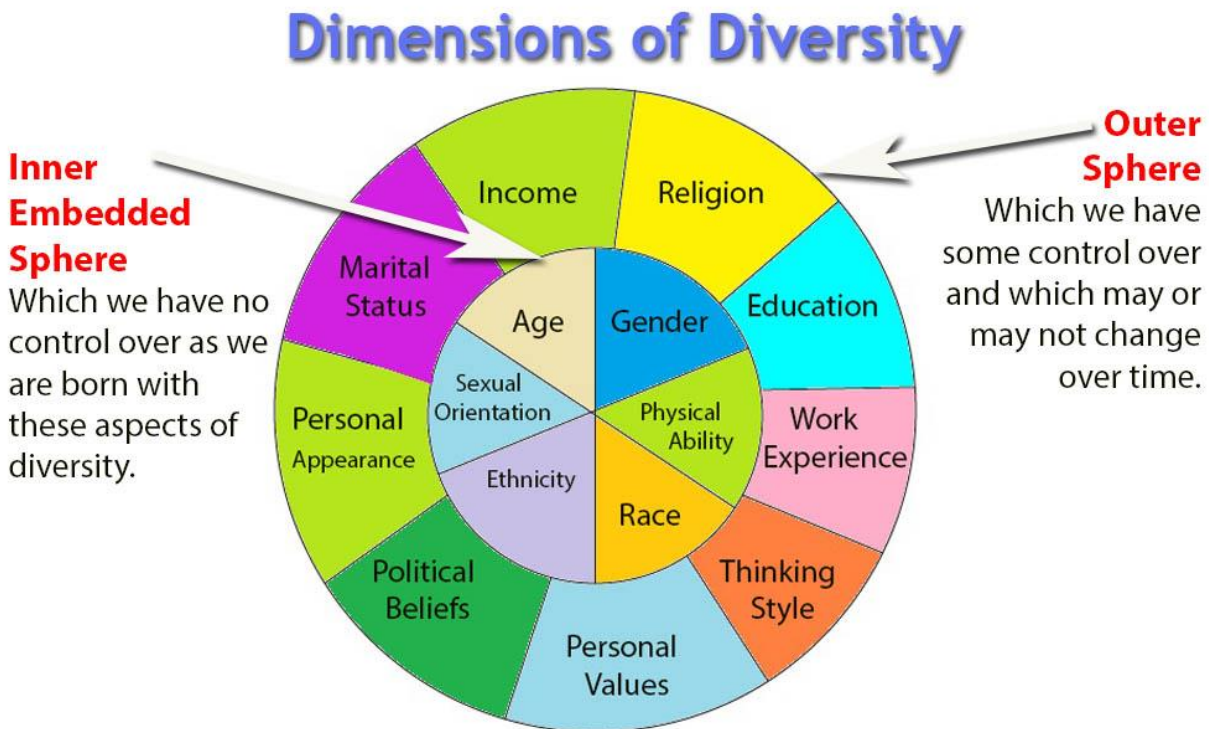 Dimensions of Diversity
Inner
Embedded
Sphere
Which we have no
control over as we
are born with
these aspects of
diversity.
Outer
Sphere
Which we have
some control over
and which may or
may not change
over time.
Income
Religion
Education
Work
Experience
Thinking
Style
Personal
Values
Political
Beliefs
Personal
Appearance
Marital
Status
Age
Gender
Physical
Ability
Race
Ethnicity
Sexual
Orientation